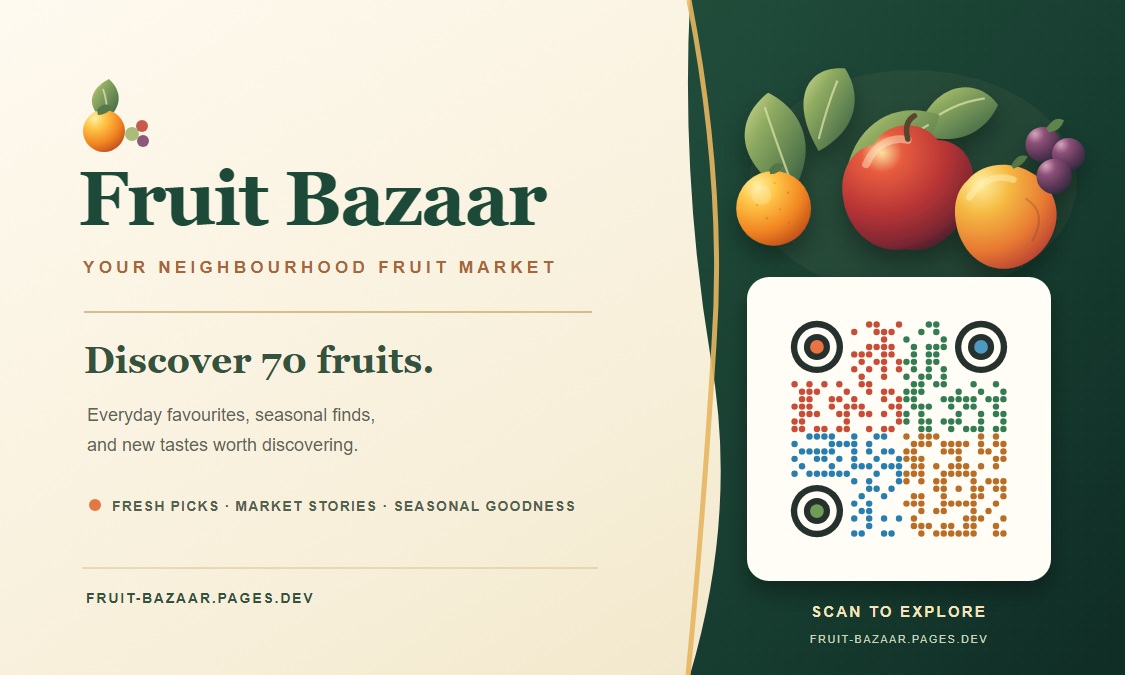 Fruit Bazaar
YOUR NEIGHBOURHOOD FRUIT MARKET
Discover 70 fruits.
Everyday favourites, seasonal finds,
and new tastes worth discovering.
FRESH PICKS · MARKET STORIES · SEASONAL GOODNESS
FRUIT-BAZAAR.PAGES.DEV
SCAN TO EXPLORE
FRUIT-BAZAAR.PAGES.DEV